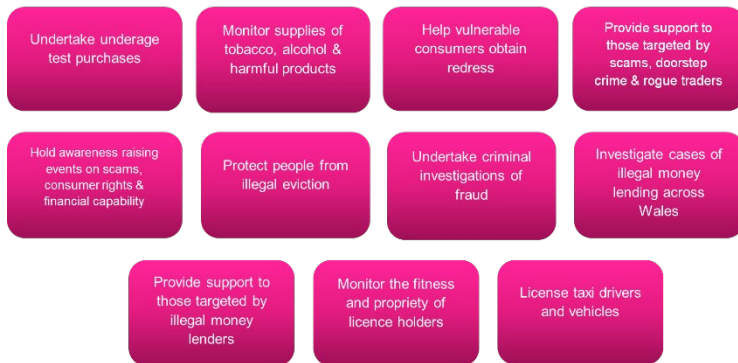 Undertake underage
test purchases
Monitor supplies of
tobacco, alcohol &
harmful products
Help vulnerable
consumers obtain
redress
Provide support to
those targeted by
scams, doorstep
crime & rogue traders
Hold awareness raising
events on scams,
consumer rights &
financial capability
Protect people from
illegal eviction
Undertake criminal
investigations of
fraud
Investigate cases of
illegal money
lending across
Wales
Provide support to
those targeted by
illegal money
lenders
Monitor the fitness
and propriety of
licence holders
License taxi drivers
and vehicles